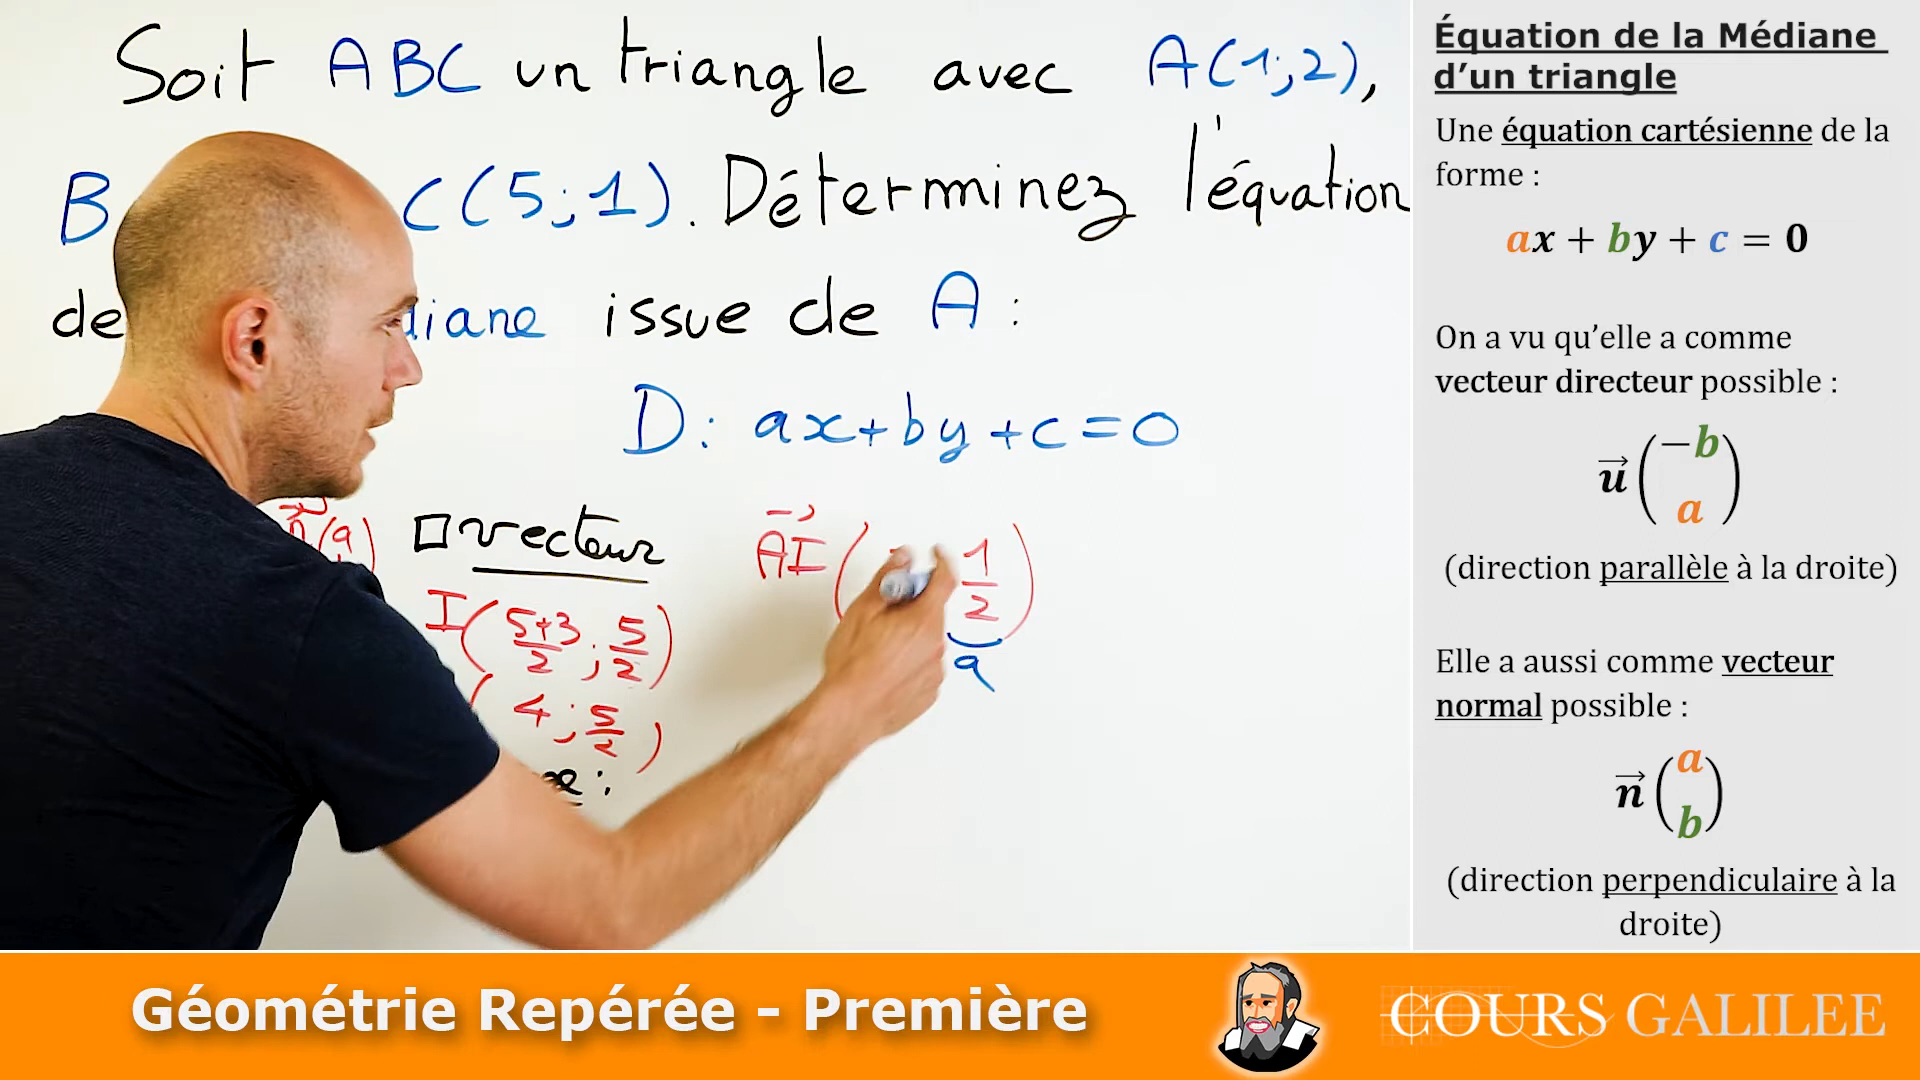 Soit ABC un triangle avec A(1;2),
B C(5;1). Déterminez l'équation
de diane issue de A :
D: ax+by+c=0
n(a
□ vecteur
I(5+3/2 ; 5/2)
( 4 ; 5/2 )
:
AI( 1/2 )
a
Équation de la Médiane
d’un triangle
Une équation cartésienne de la
forme :
ax + by + c = 0
On a vu qu’elle a comme
vecteur directeur possible :
u(-b
a)
(direction parallèle à la droite)
Elle a aussi comme vecteur
normal possible :
n(a
b)
(direction perpendiculaire à la
droite)
Géométrie Repérée - Première
COURS GALILEE